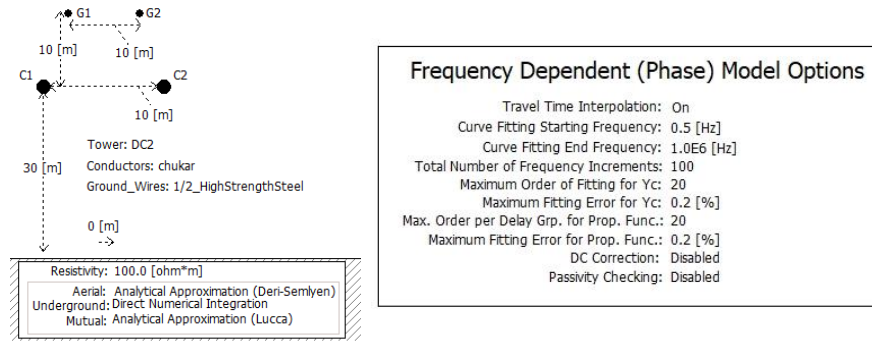 G1
G2
10 [m]
10 [m]
C1
C2
10 [m]
30 [m]
Tower: DC2
Conductors: chukar
Ground_Wires: 1/2_HighStrengthSteel
0 [m]
Resistivity: 100.0 [ohm*m]
Aerial: Analytical Approximation (Deri-Semlyen)
Underground: Direct Numerical Integration
Mutual: Analytical Approximation (Lucca)
Frequency Dependent (Phase) Model Options
Travel Time Interpolation: On
Curve Fitting Starting Frequency: 0.5 [Hz]
Curve Fitting End Frequency: 1.0E6 [Hz]
Total Number of Frequency Increments: 100
Maximum Order of Fitting for Yc: 20
Maximum Fitting Error for Yc: 0.2 [%]
Max. Order per Delay Grp. for Prop. Func.: 20
Maximum Fitting Error for Prop. Func.: 0.2 [%]
DC Correction: Disabled
Passivity Checking: Disabled